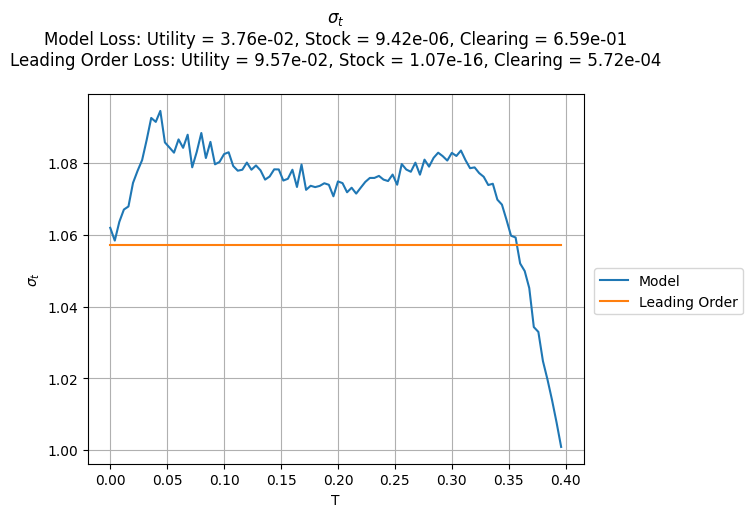 σt
Model Loss: Utility = 3.76e-02, Stock = 9.42e-06, Clearing = 6.59e-01
Leading Order Loss: Utility = 9.57e-02, Stock = 1.07e-16, Clearing = 5.72e-04
1.08
1.06
1.04
1.02
1.00
σt
0.00 0.05 0.10 0.15 0.20 0.25 0.30 0.35 0.40
T
Model
Leading Order